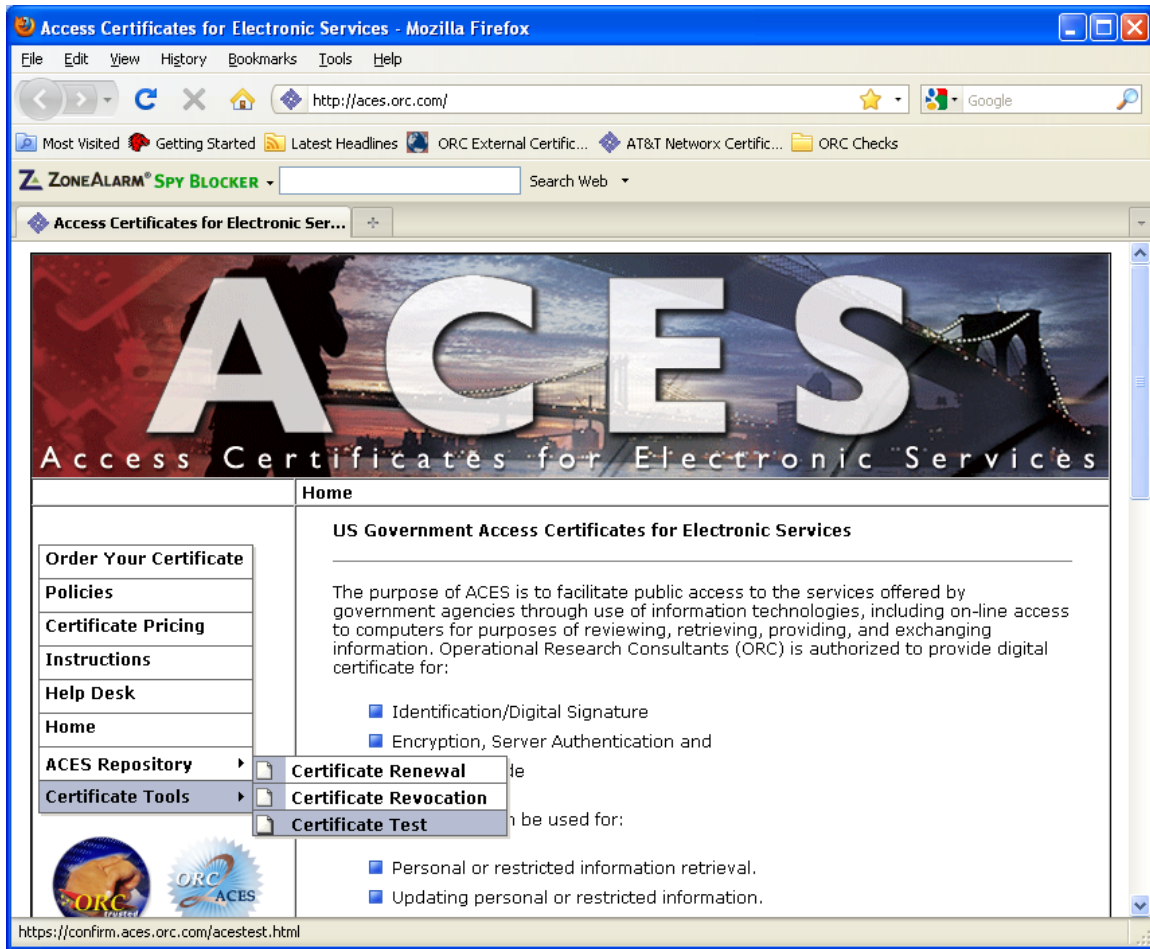 Access Certificates for Electronic Services - Mozilla Firefox
File Edit View History Bookmarks Tools Help
http://aces.orc.com/
Google
Most Visited Getting Started Latest Headlines ORC External Certific... AT&T Networx Certific... ORC Checks
ZONEALARM® SPY BLOCKER Search Web
Access Certificates for Electronic Ser...
ACES
Access Certificates for Electronic Services
Home
US Government Access Certificates for Electronic Services
Order Your Certificate
Policies
Certificate Pricing
Instructions
Help Desk
Home
ACES Repository
Certificate Tools
Certificate Renewal
Certificate Revocation
Certificate Test
The purpose of ACES is to facilitate public access to the services offered by
government agencies through use of information technologies, including on-line access
to computers for purposes of reviewing, retrieving, providing, and exchanging
information. Operational Research Consultants (ORC) is authorized to provide digital
certificate for:
Identification/Digital Signature
Encryption, Server Authentication and
be used for:
Personal or restricted information retrieval.
Updating personal or restricted information.
ORC
trusted
ORC
ACES
https://confirm.aces.orc.com/acestest.html